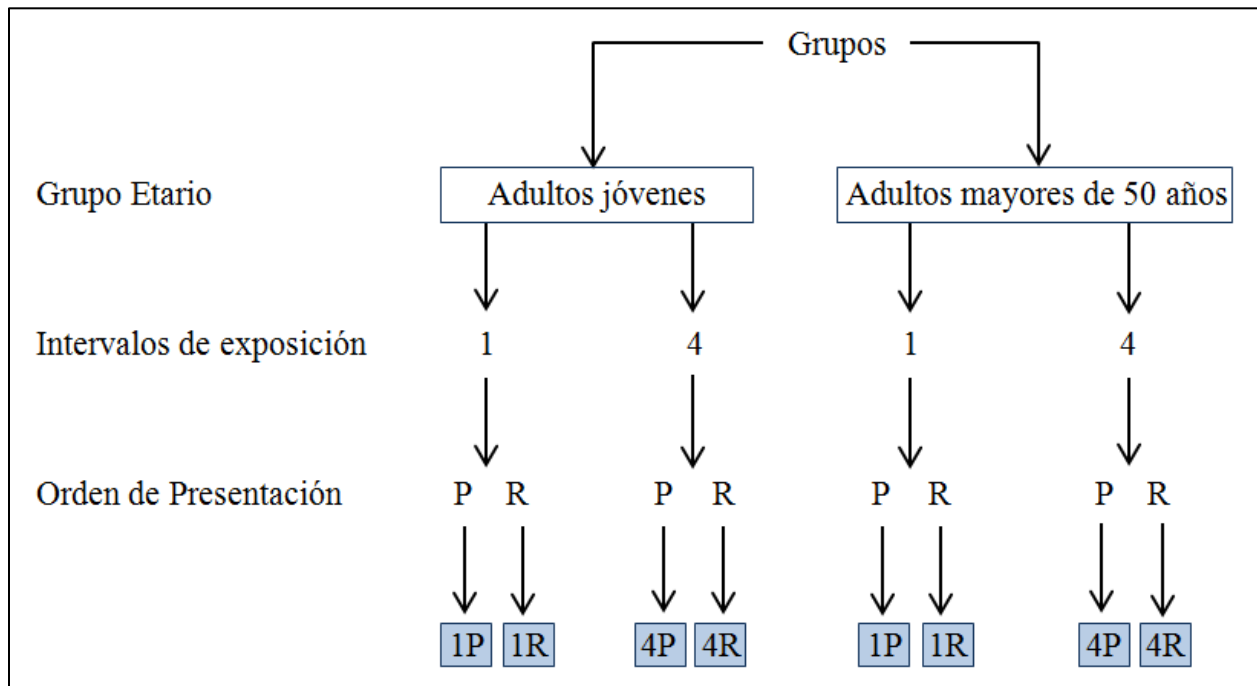 Grupos
Grupo Etario Adultos jóvenes Adultos mayores de 50 años
Intervalos de exposición 1 4 1 4
Orden de Presentación P R P R P R P R
1P 1R 4P 4R 1P 1R 4P 4R